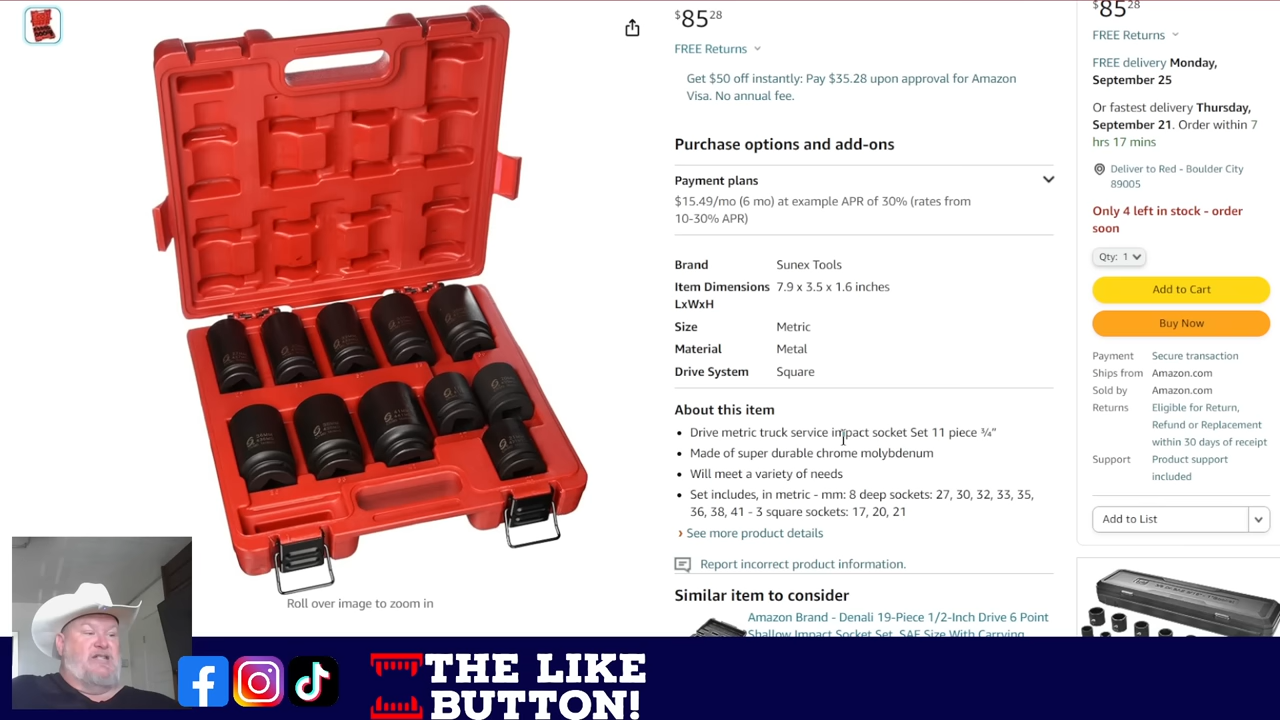 $85 28
FREE Returns
Get $50 off instantly: Pay $35.28 upon approval for Amazon
Visa. No annual fee.
Purchase options and add-ons
Payment plans
$15.49/mo (6 mo) at example APR of 30% (rates from
10-30% APR)
Brand Sunex Tools
Item Dimensions 7.9 x 3.5 x 1.6 inches
LxWxH
Size Metric
Material Metal
Drive System Square
About this item
• Drive metric truck service impact socket Set 11 piece ¾"
• Made of super durable chrome molybdenum
• Will meet a variety of needs
• Set includes, in metric - mm: 8 deep sockets: 27, 30, 32, 33, 35,
36, 38, 41 - 3 square sockets: 17, 20, 21
› See more product details
Report incorrect product information.
Similar item to consider
Amazon Brand - Denali 19-Piece 1/2-Inch Drive 6 Point
Shallow Impact Socket Set, SAE Size With Carrying
$85 28
FREE Returns
FREE delivery Monday,
September 25
Or fastest delivery Thursday,
September 21. Order within 7
hrs 17 mins
Deliver to Red - Boulder City
89005
Only 4 left in stock - order
soon
Qty: 1
Add to Cart
Buy Now
Payment Secure transaction
Ships from Amazon.com
Sold by Amazon.com
Returns Eligible for Return,
Refund or Replacement
within 30 days of receipt
Support Product support
included
Add to List
Roll over image to zoom in
THE LIKE
BUTTON!